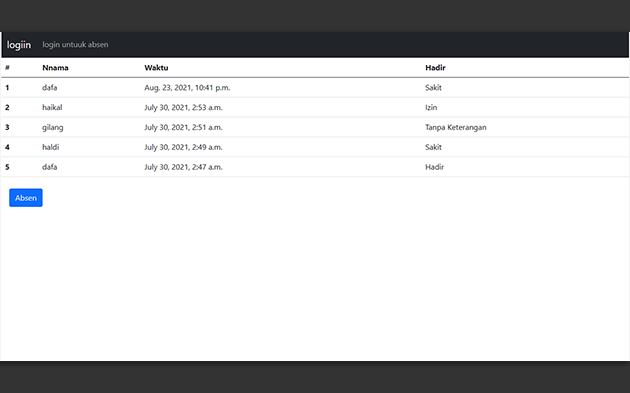 logiin login untuuk absen
# Nnama Waktu Hadir
1 dafa Aug. 23, 2021, 10:41 p.m. Sakit
2 haikal July 30, 2021, 2:53 a.m. Izin
3 gilang July 30, 2021, 2:51 a.m. Tanpa Keterangan
4 haldi July 30, 2021, 2:49 a.m. Sakit
5 dafa July 30, 2021, 2:47 a.m. Hadir
Absen